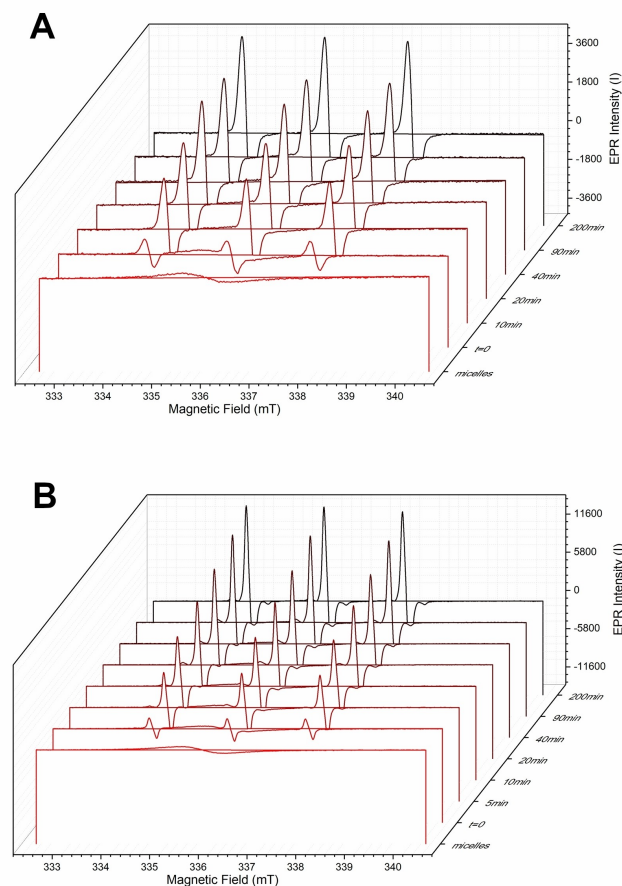 A
3600
1800
0
-1800
-3600
EPR Intensity (I)
200min
90min
40min
20min
10min
t=0
micelles
333 334 335 336 337 338 339 340
Magnetic Field (mT)
B
11600
5800
0
-5800
-11600
EPR Intensity (I)
200min
90min
40min
20min
10min
5min
t=0
micelles
333 334 335 336 337 338 339 340
Magnetic Field (mT)